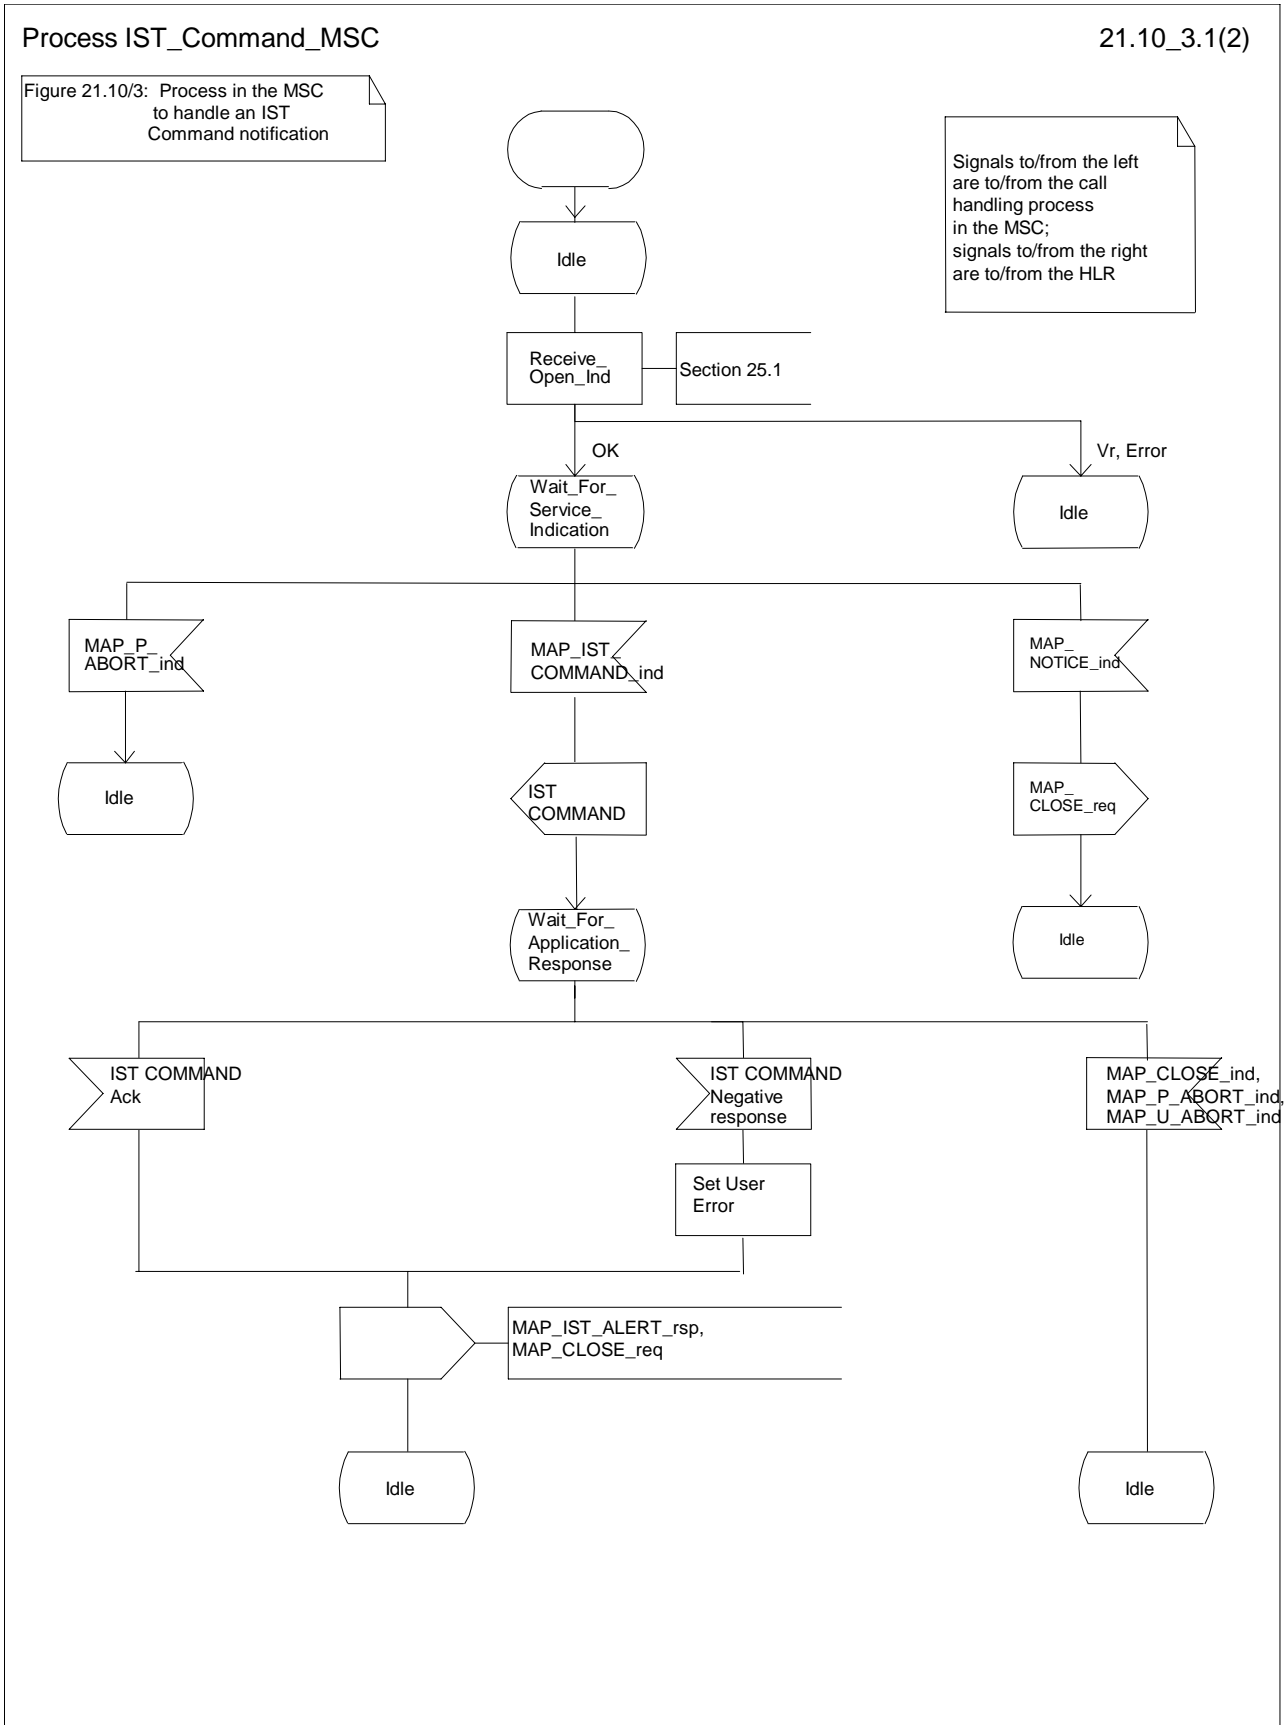 Process IST_Command_MSC
21.10_3.1(2)
Figure 21.10/3: Process in the MSC
to handle an IST
Command notification
Signals to/from the left
are to/from the call
handling process
in the MSC;
signals to/from the right
are to/from the HLR
Idle
Receive_
Open_Ind
Section 25.1
OK
Vr, Error
Wait_For_
Service_
Indication
Idle
MAP_P_
ABORT_ind
MAP_IST_
COMMAND_ind
MAP_
NOTICE_ind
Idle
IST
COMMAND
MAP_
CLOSE_req
Wait_For_
Application_
Response
Idle
IST COMMAND
Ack
IST COMMAND
Negative
response
MAP_CLOSE_ind,
MAP_P_ABORT_ind,
MAP_U_ABORT_ind
Set User
Error
MAP_IST_ALERT_rsp,
MAP_CLOSE_req
Idle
Idle